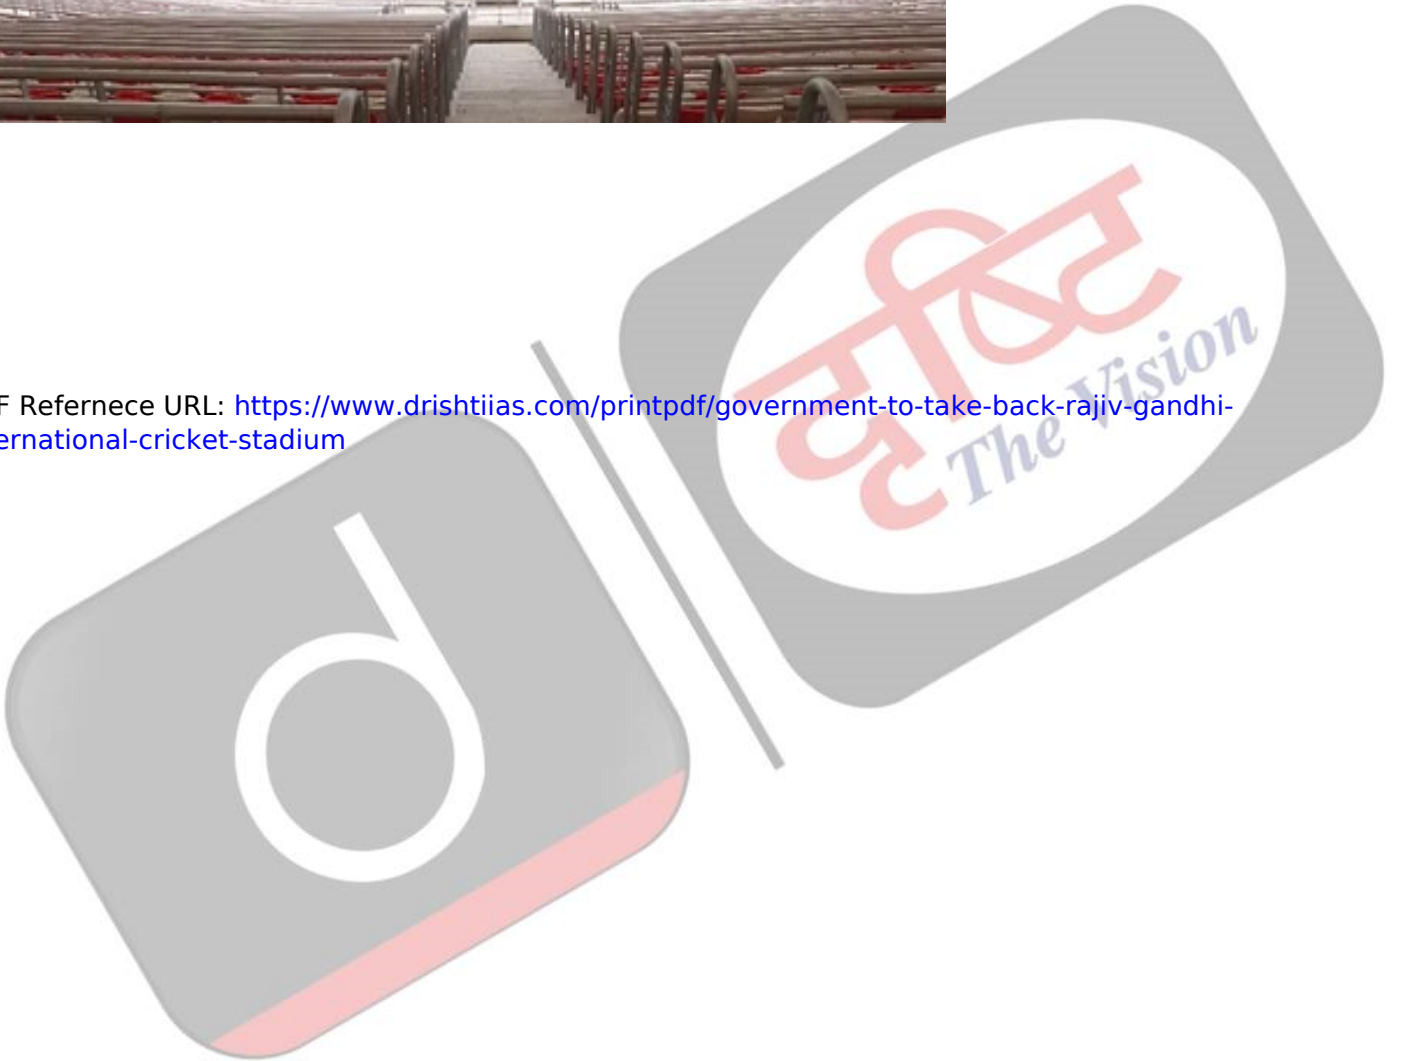 F Refernece URL: https://www.drishtiias.com/printpdf/government-to-take-back-rajiv-gandhi-
ernational-cricket-stadium
दृष्टि
The Vision
d